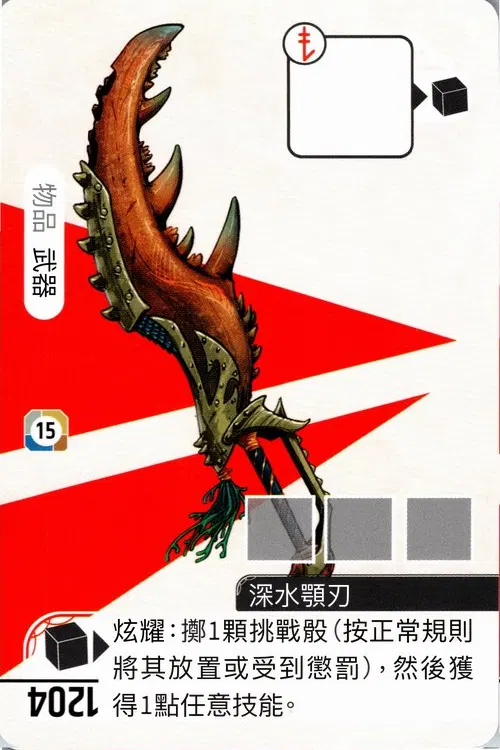 物品 武器
15
深水顎刃
炫耀：擲1顆挑戰骰（按正常規則
將其放置或受到懲罰），然後獲
得1點任意技能。
1204